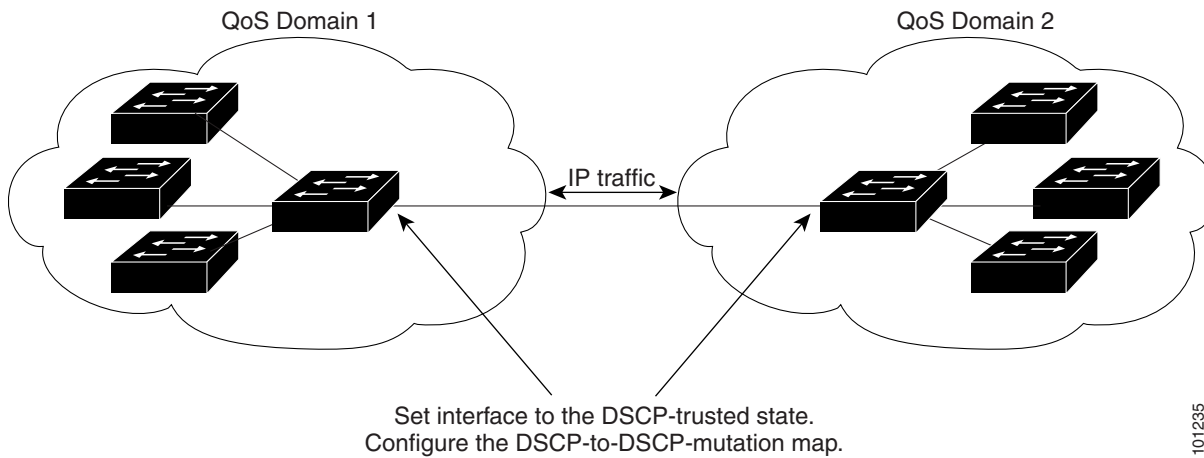 QoS Domain 1
QoS Domain 2
IP traffic
Set interface to the DSCP-trusted state.
Configure the DSCP-to-DSCP-mutation map.
101235